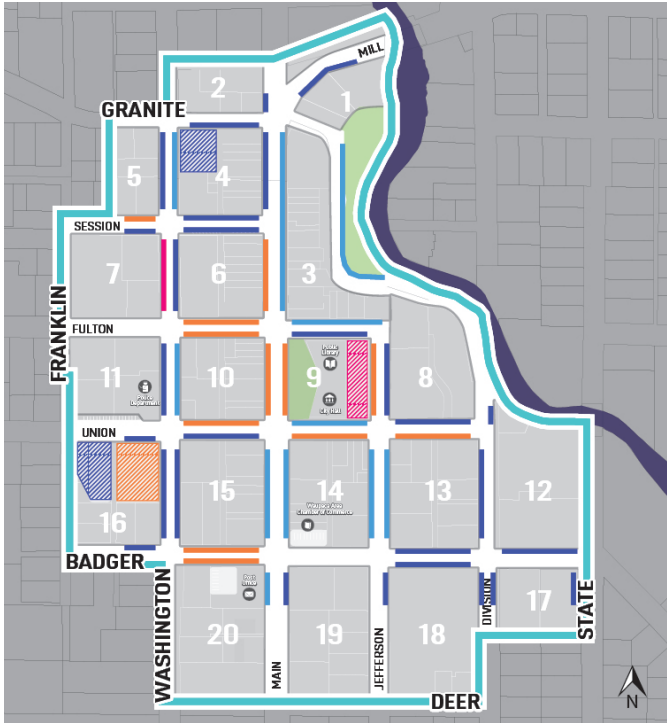 MILL
2
1
GRANITE
5
4
SESSION
7
6
3
FRANKLIN
FULTON
Public
Library
11
Police
Department
10
9
8
City Hall
UNION
15
14
13
12
16
Waupaca Area
Chamber of Commerce
BADGER
WASHINGTON
Post
Office
DIVISION
17
STATE
20
19
18
MAIN
JEFFERSON
DEER
N